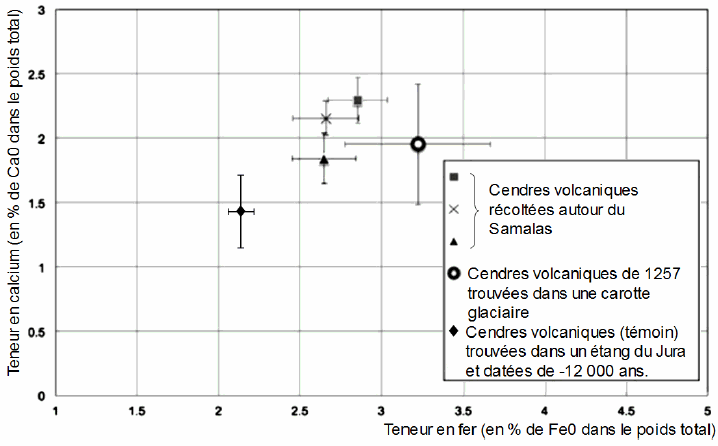 3
2.5
2
1.5
1
0.5
0
Teneur en calcium (en % de Ca0 dans le poids total)
Cendres volcaniques
récoltées autour du
Samalas
Cendres volcaniques de 1257
trouvées dans une carotte
glaciaire
Cendres volcaniques (témoin)
trouvées dans un étang du Jura
et datées de -12 000 ans.
1
1.5
2
2.5
3
3.5
4
4.5
5
Teneur en fer (en % de Fe0 dans le poids total)